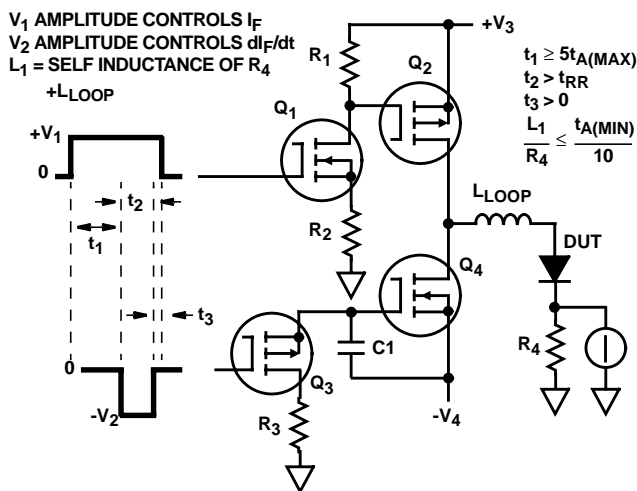 V1 AMPLITUDE CONTROLS IF
V2 AMPLITUDE CONTROLS dIF/dt
L1 = SELF INDUCTANCE OF R4
+LLOOP
+V3
R1
Q2
t1 ≥ 5tA(MAX)
t2 > tRR
t3 > 0
L1/R4 ≤ tA(MIN)/10
Q1
+V1
0
t2
t1
R2
LLOOP
DUT
Q4
t3
C1
R4
0
Q3
-V2
R3
-V4